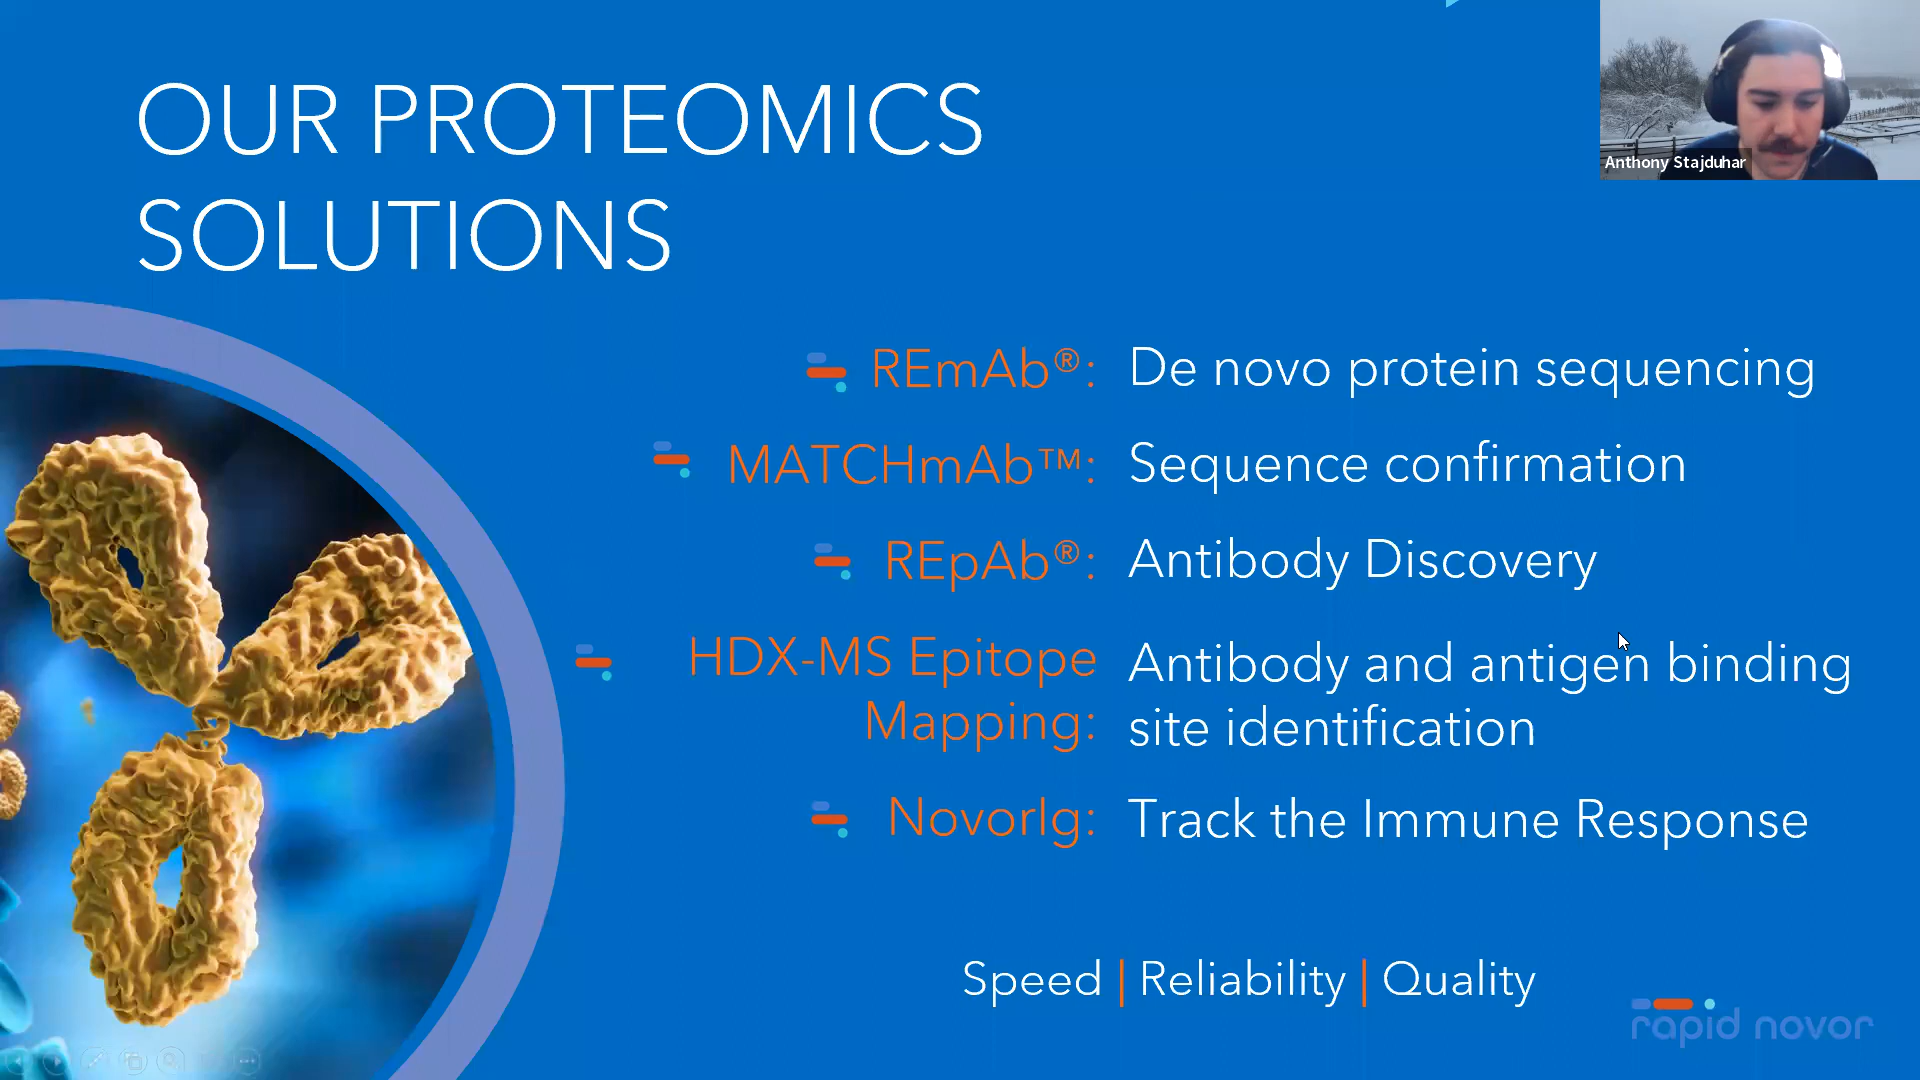 OUR PROTEOMICS
SOLUTIONS
Anthony Stajduhar
REmAb®: De novo protein sequencing
MATCHmAb™: Sequence confirmation
REpAb®: Antibody Discovery
HDX-MS Epitope Antibody and antigen binding
Mapping: site identification
NovorIg: Track the Immune Response
Speed | Reliability | Quality
rapid novor